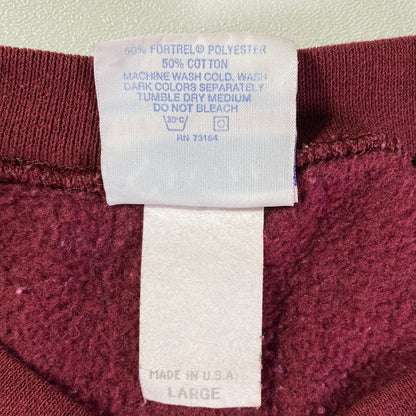 50% FORTREL® POLYESTER
50% COTTON
MACHINE WASH COLD. WASH
DARK COLORS SEPARATELY
TUMBLE DRY MEDIUM
DO NOT BLEACH
30°C
RN 73164
MADE IN U.S.A.
LARGE